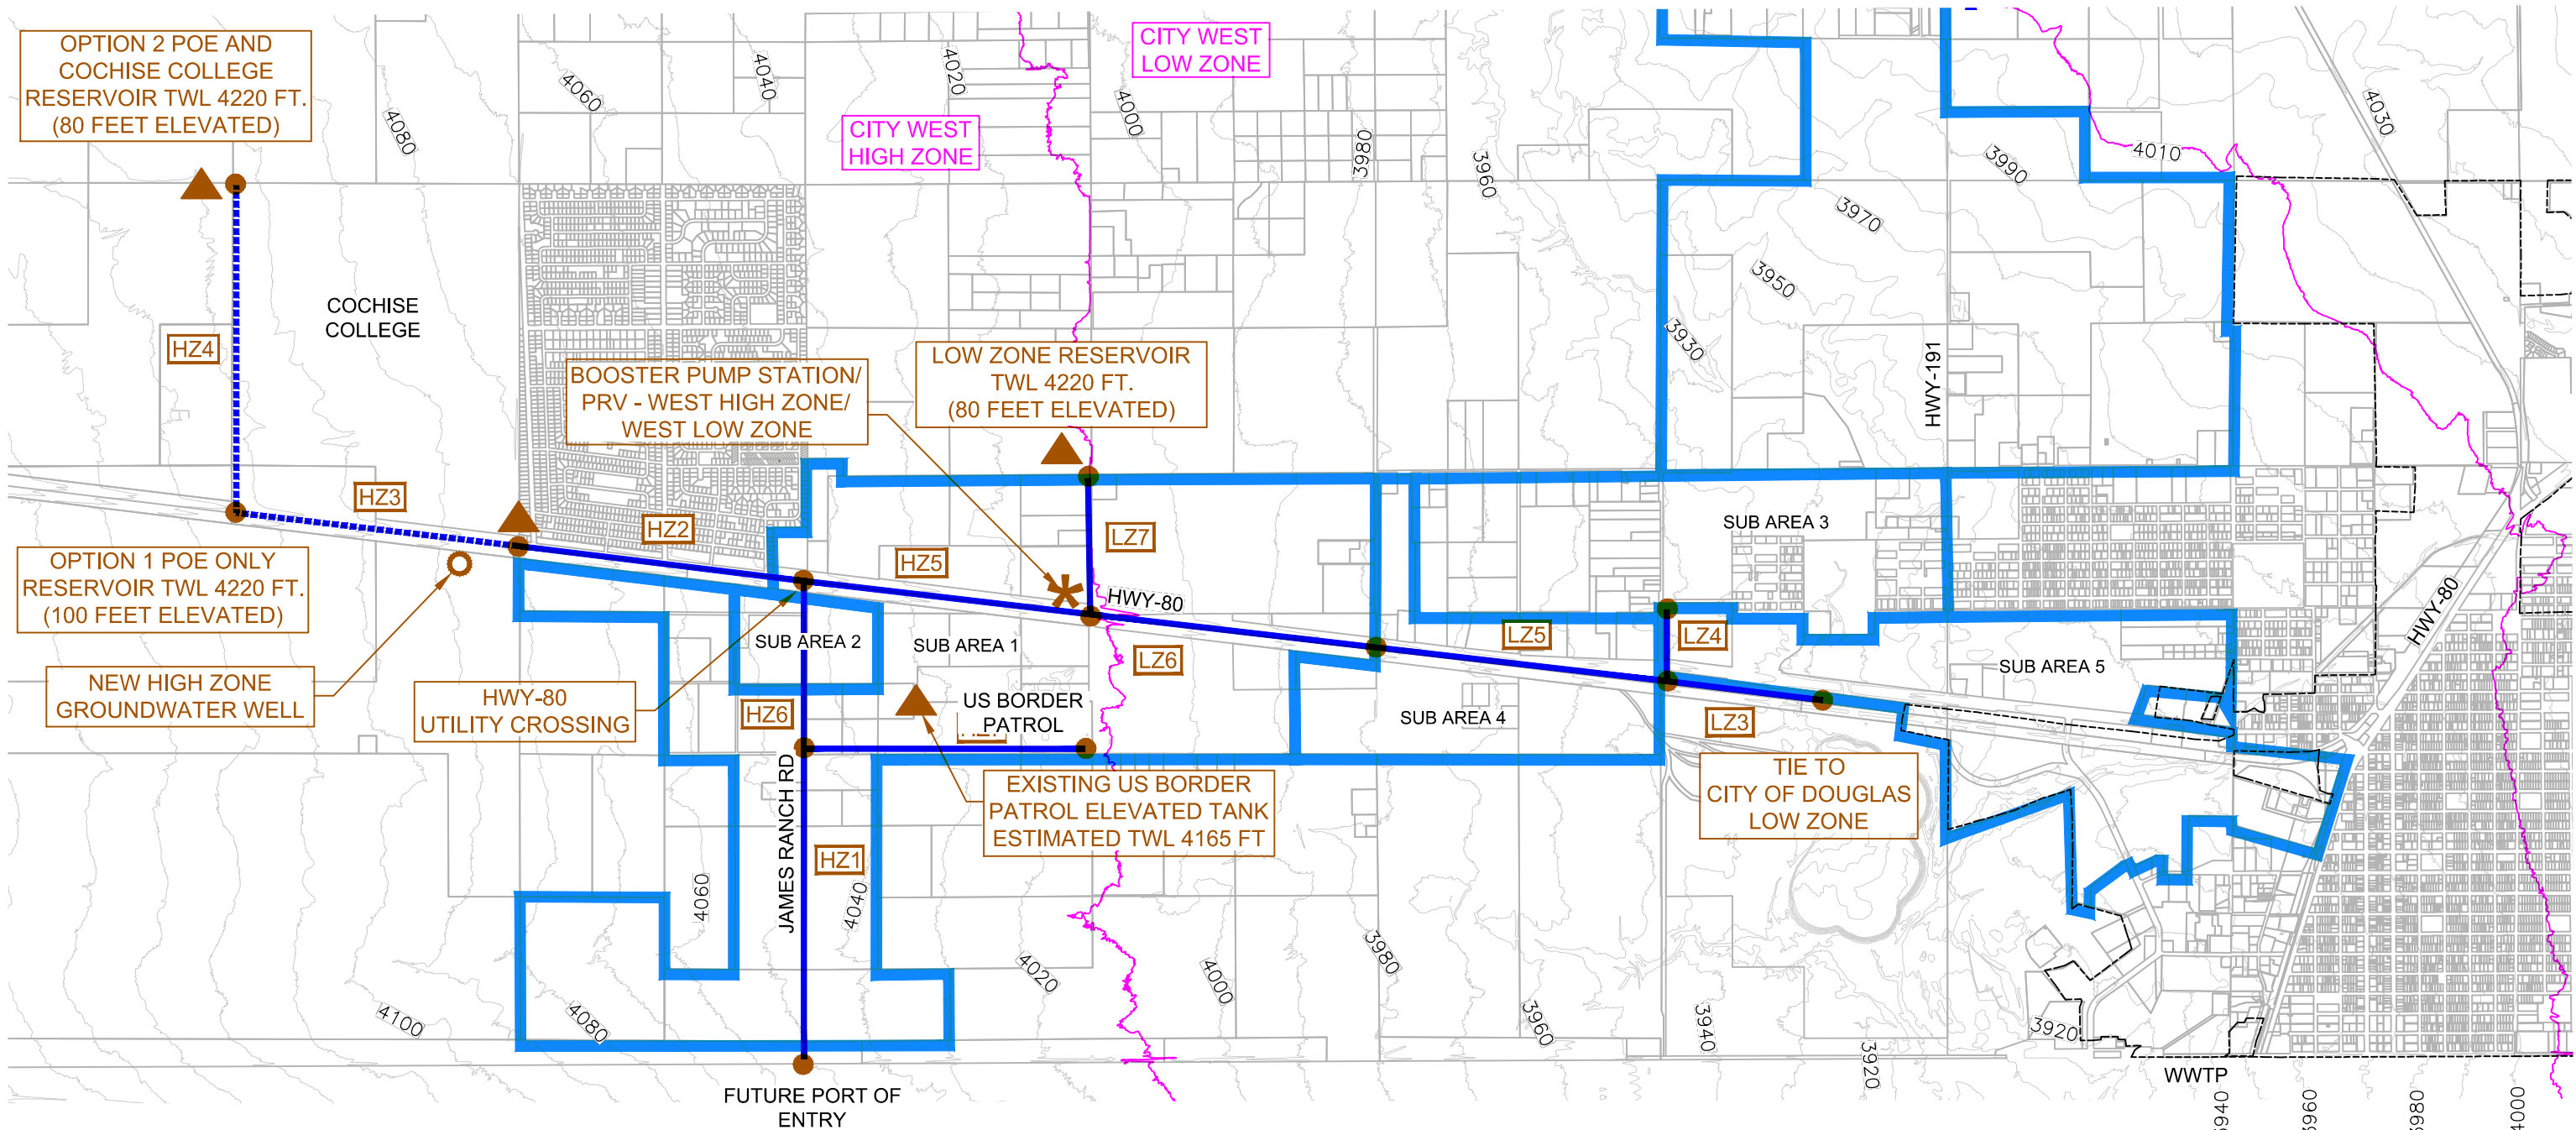 OPTION 2 POE AND
COCHISE COLLEGE
RESERVOIR TWL 4220 FT.
(80 FEET ELEVATED)
4080
4060
4040
4020
CITY WEST
LOW ZONE
4000
CITY WEST
HIGH ZONE
3980
3960
4030
4010
3990
3970
3950
3930
HWY-191
COCHISE
COLLEGE
HZ4
BOOSTER PUMP STATION/
PRV - WEST HIGH ZONE/
WEST LOW ZONE
LOW ZONE RESERVOIR
TWL 4220 FT.
(80 FEET ELEVATED)
HZ3
HZ2
HZ5
LZ7
SUB AREA 3
OPTION 1 POE ONLY
RESERVOIR TWL 4220 FT.
(100 FEET ELEVATED)
HWY-80
HWY-80
SUB AREA 2
SUB AREA 1
LZ6
LZ5
LZ4
SUB AREA 5
NEW HIGH ZONE
GROUNDWATER WELL
HWY-80
UTILITY CROSSING
HZ6
US BORDER
PATROL
SUB AREA 4
LZ3
JAMES RANCH RD
EXISTING US BORDER
PATROL ELEVATED TANK
ESTIMATED TWL 4165 FT
TIE TO
CITY OF DOUGLAS
LOW ZONE
HZ1
4060
4040
4020
4000
3980
3960
3940
3920
3920
4100
4080
FUTURE PORT OF
ENTRY
WWTP
3980
4000